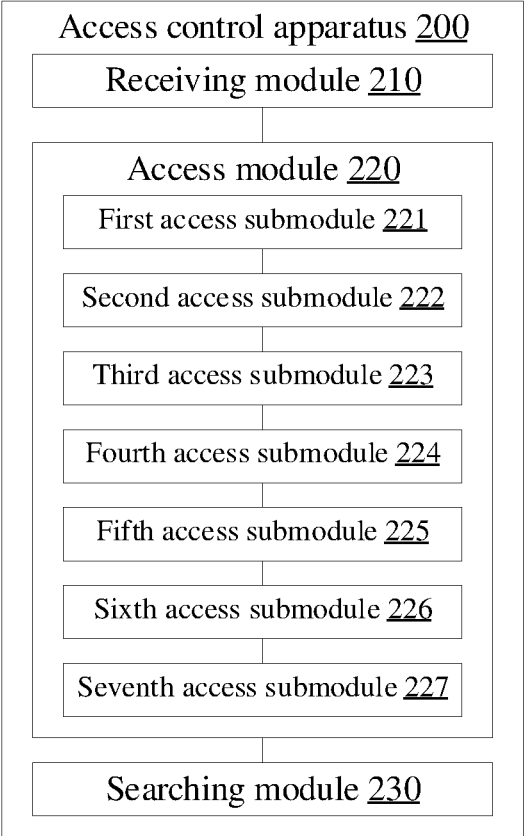 Access control apparatus 200
Receiving module 210
Access module 220
First access submodule 221
Second access submodule 222
Third access submodule 223
Fourth access submodule 224
Fifth access submodule 225
Sixth access submodule 226
Seventh access submodule 227
Searching module 230